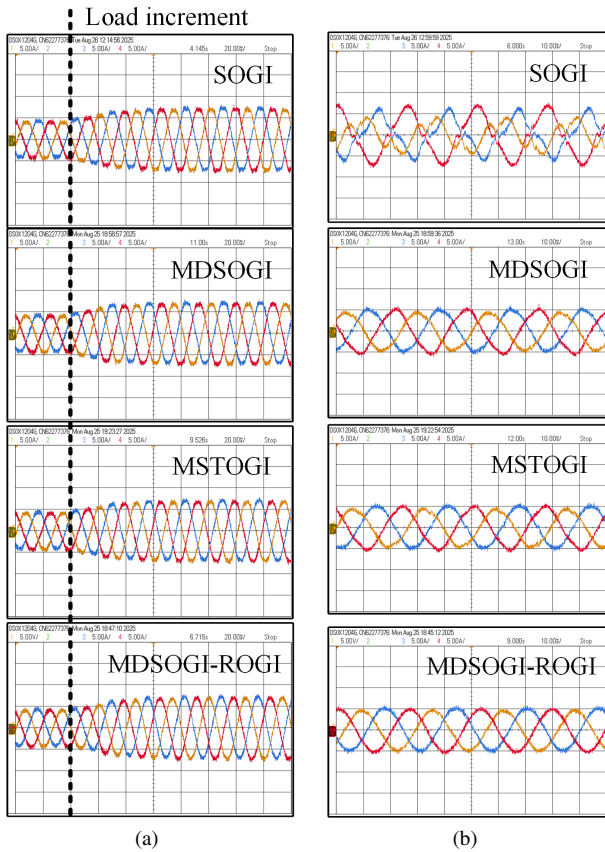 Load increment
DSOX1204G, CN62277376: Tue Aug 26 12:14:56 2025
1 5.00A/ 2 3 5.00A/ 4 5.00A/ 4.145s 20.00%/ Stop
SOGI
MDSOGI
DSOX1204G, CN62277376: Mon Aug 25 18:56:57 2025
1 5.00A/ 2 3 5.00A/ 4 5.00A/ 11.00s 20.00%/ Stop
DSOX1204G, CN62277376: Mon Aug 25 19:23:27 2025
1 5.00A/ 2 3 5.00A/ 4 5.00A/ 9.526s 20.00%/ Stop
MSTOGI
DSOX1204G, CN62277376: Mon Aug 25 18:47:10 2025
1 5.00V/ 2 3 5.00A/ 4 5.00A/ 6.715s 20.00%/ Stop
MDSOGI-ROGI
(a)
DSOX1204G, CN62277376: Tue Aug 26 12:59:59 2025
1 5.00V/ 2 3 5.00A/ 4 5.00A/ 6.000s 10.00%/ Stop
SOGI
DSOX1204G, CN62277376: Mon Aug 25 18:59:36 2025
1 5.00A/ 2 3 5.00A/ 4 5.00A/ 13.00s 10.00%/ Stop
MDSOGI
DSOX1204G, CN62277376: Mon Aug 25 19:22:54 2025
1 5.00A/ 2 3 5.00A/ 4 5.00A/ 12.00s 10.00%/ Stop
MSTOGI
DSOX1204G, CN62277376: Mon Aug 25 18:45:12 2025
1 5.00A/ 2 3 5.00A/ 4 5.00A/ 9.000s 10.00%/ Stop
MDSOGI-ROGI
(b)